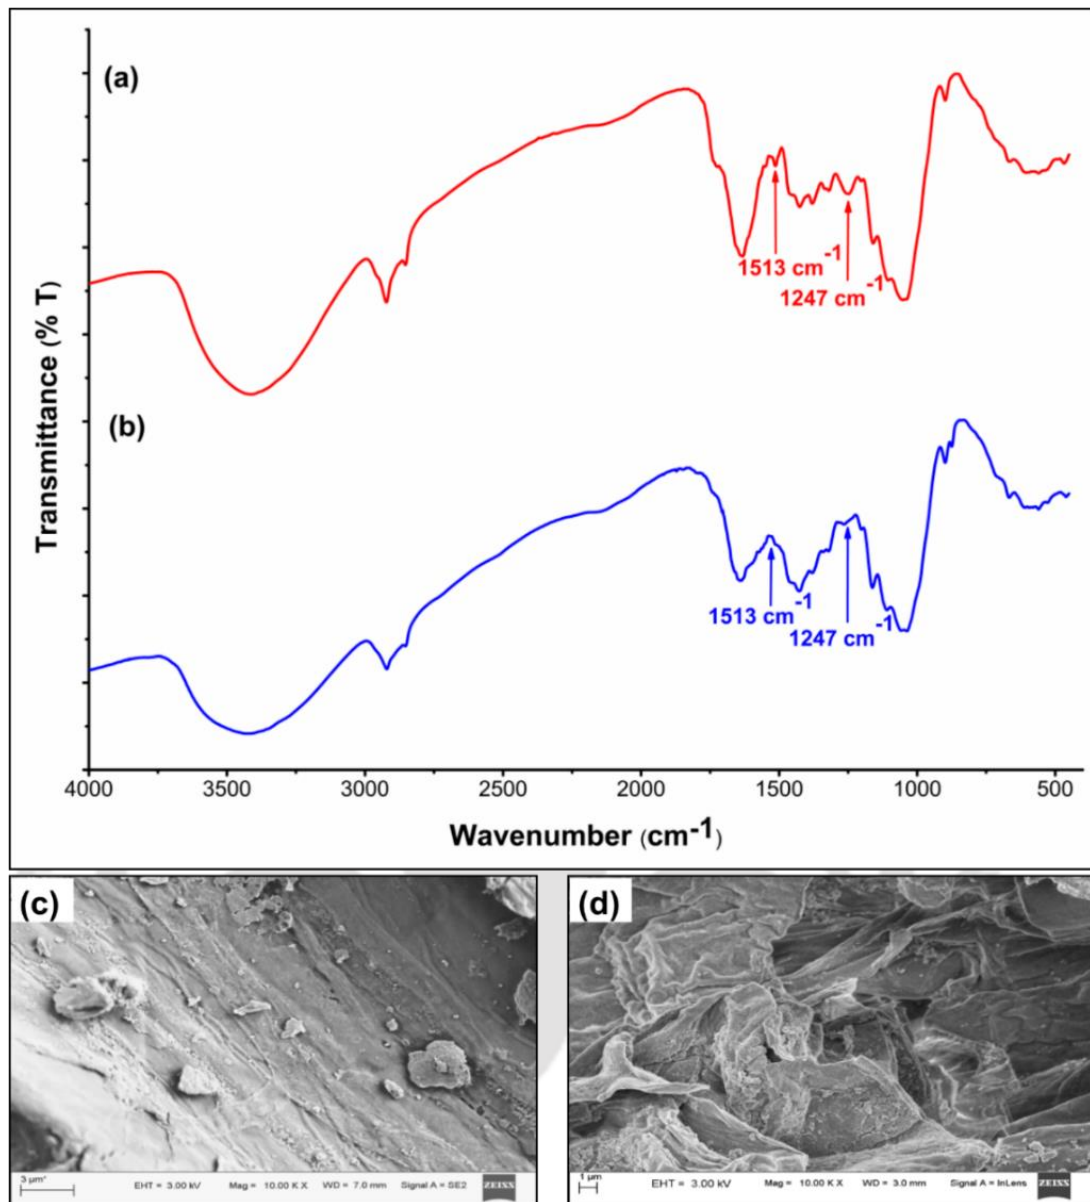 (a)
1513 cm-1
1247 cm-1
Transmittance (% T)
(b)
1513 cm-1
1247 cm-1
4000 3500 3000 2500 2000 1500 1000 500
Wavenumber (cm-1)
(c)
3 µm*
EHT = 3.00 kV Mag = 10.00 K X WD = 7.0 mm Signal A = SE2 ZEISS
(d)
1 µm
EHT = 3.00 kV Mag = 10.00 K X WD = 3.0 mm Signal A = InLens ZEISS